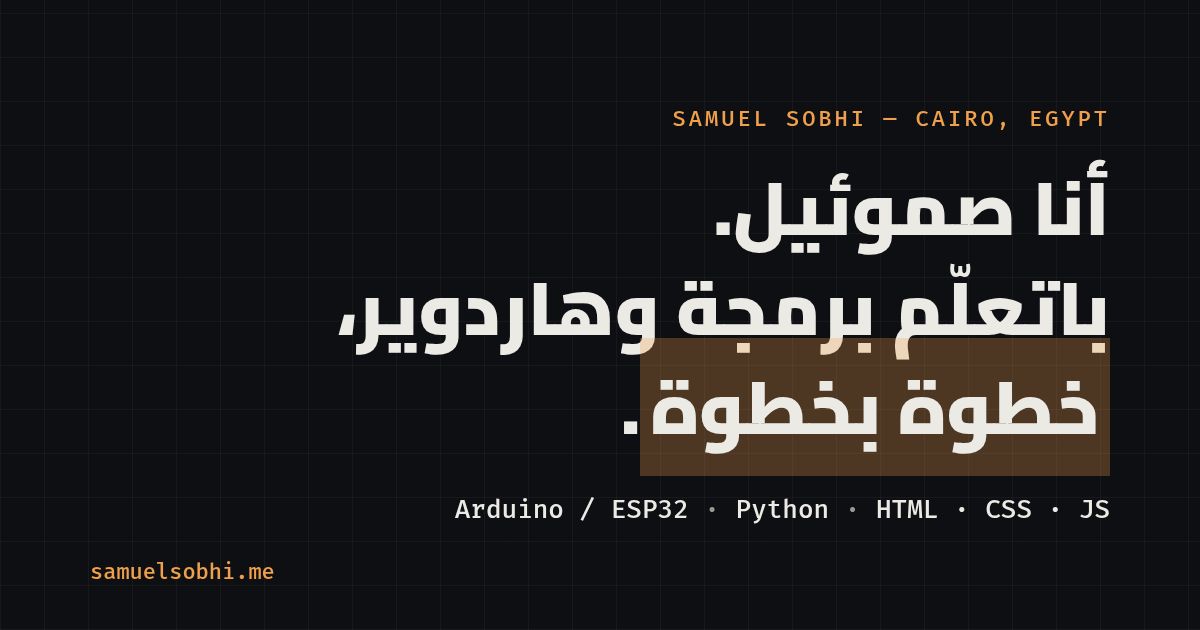 SAMUEL SOBHI — CAIRO, EGYPT
أنا صموئيل.
باتعلّم برمجة وهاردوير،
خطوة بخطوة.
Arduino / ESP32 · Python · HTML · CSS · JS
samuelsobhi.me